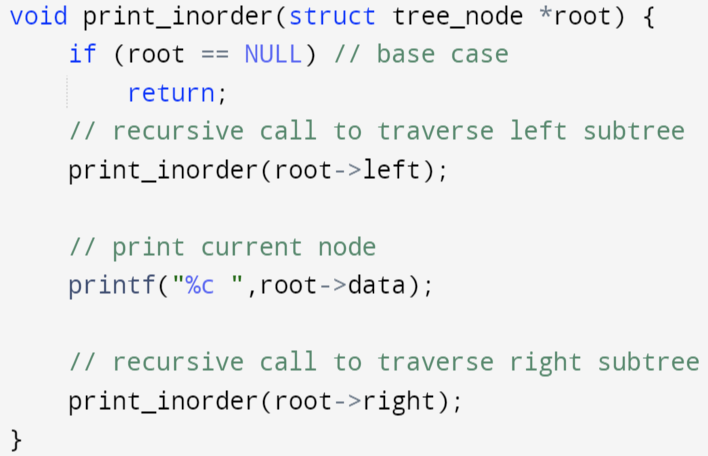 void print_inorder(struct tree_node *root) {
    if (root == NULL) // base case
        return;
    // recursive call to traverse left subtree
    print_inorder(root->left);

    // print current node
    printf("%c ",root->data);

    // recursive call to traverse right subtree
    print_inorder(root->right);
}